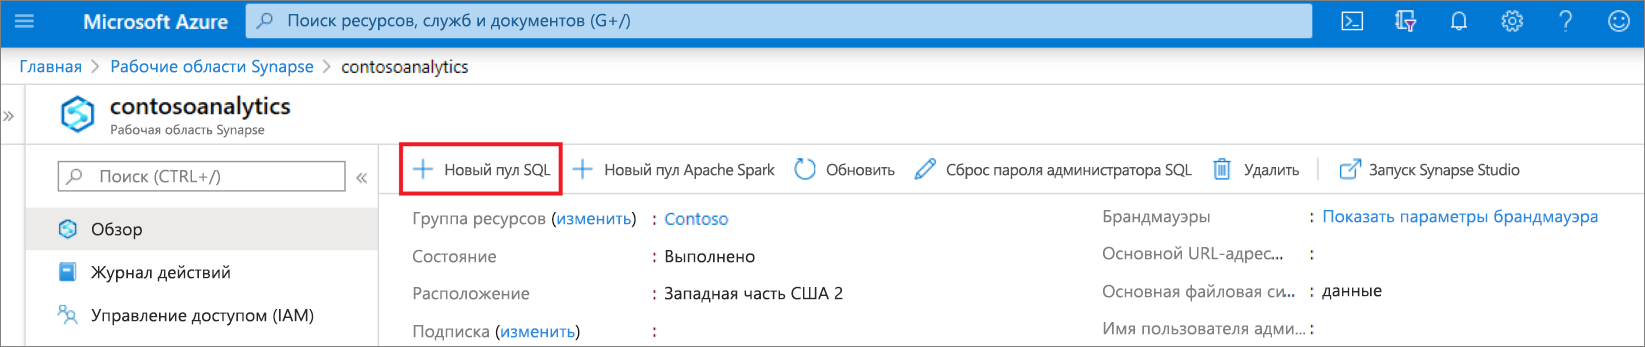 Microsoft Azure
Поиск ресурсов, служб и документов (G+/)
Главная > Рабочие области Synapse > contosoanalytics
contosoanalytics
Рабочая область Synapse
Поиск (CTRL+/)
Обзор
Журнал действий
Управление доступом (IAM)
Новый пул SQL
Новый пул Apache Spark
Обновить
Сброс пароля администратора SQL
Удалить
Запуск Synapse Studio
Группа ресурсов (изменить) : Contoso
Состояние : Выполнено
Расположение : Западная часть США 2
Подписка (изменить) :
Брандмауэры : Показать параметры брандмауэра
Основной URL-адрес... :
Основная файловая си... : данные
Имя пользователя адми... :